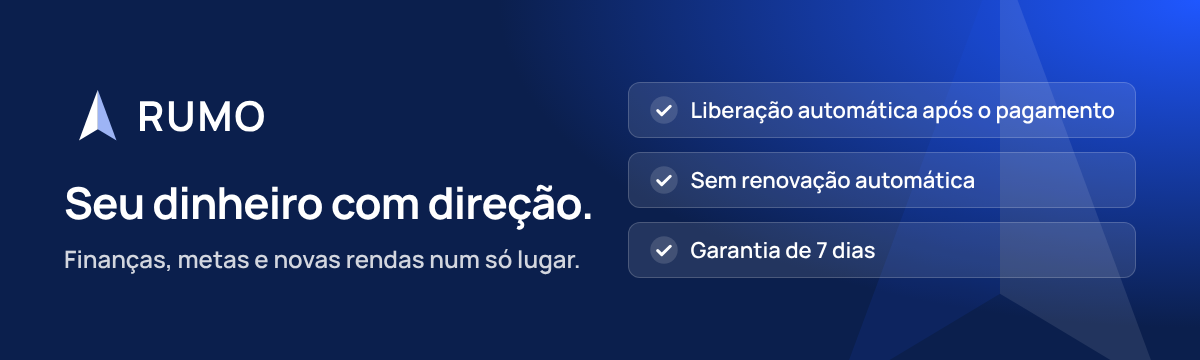 RUMO
Seu dinheiro com direção.
Finanças, metas e novas rendas num só lugar.
Liberação automática após o pagamento
Sem renovação automática
Garantia de 7 dias